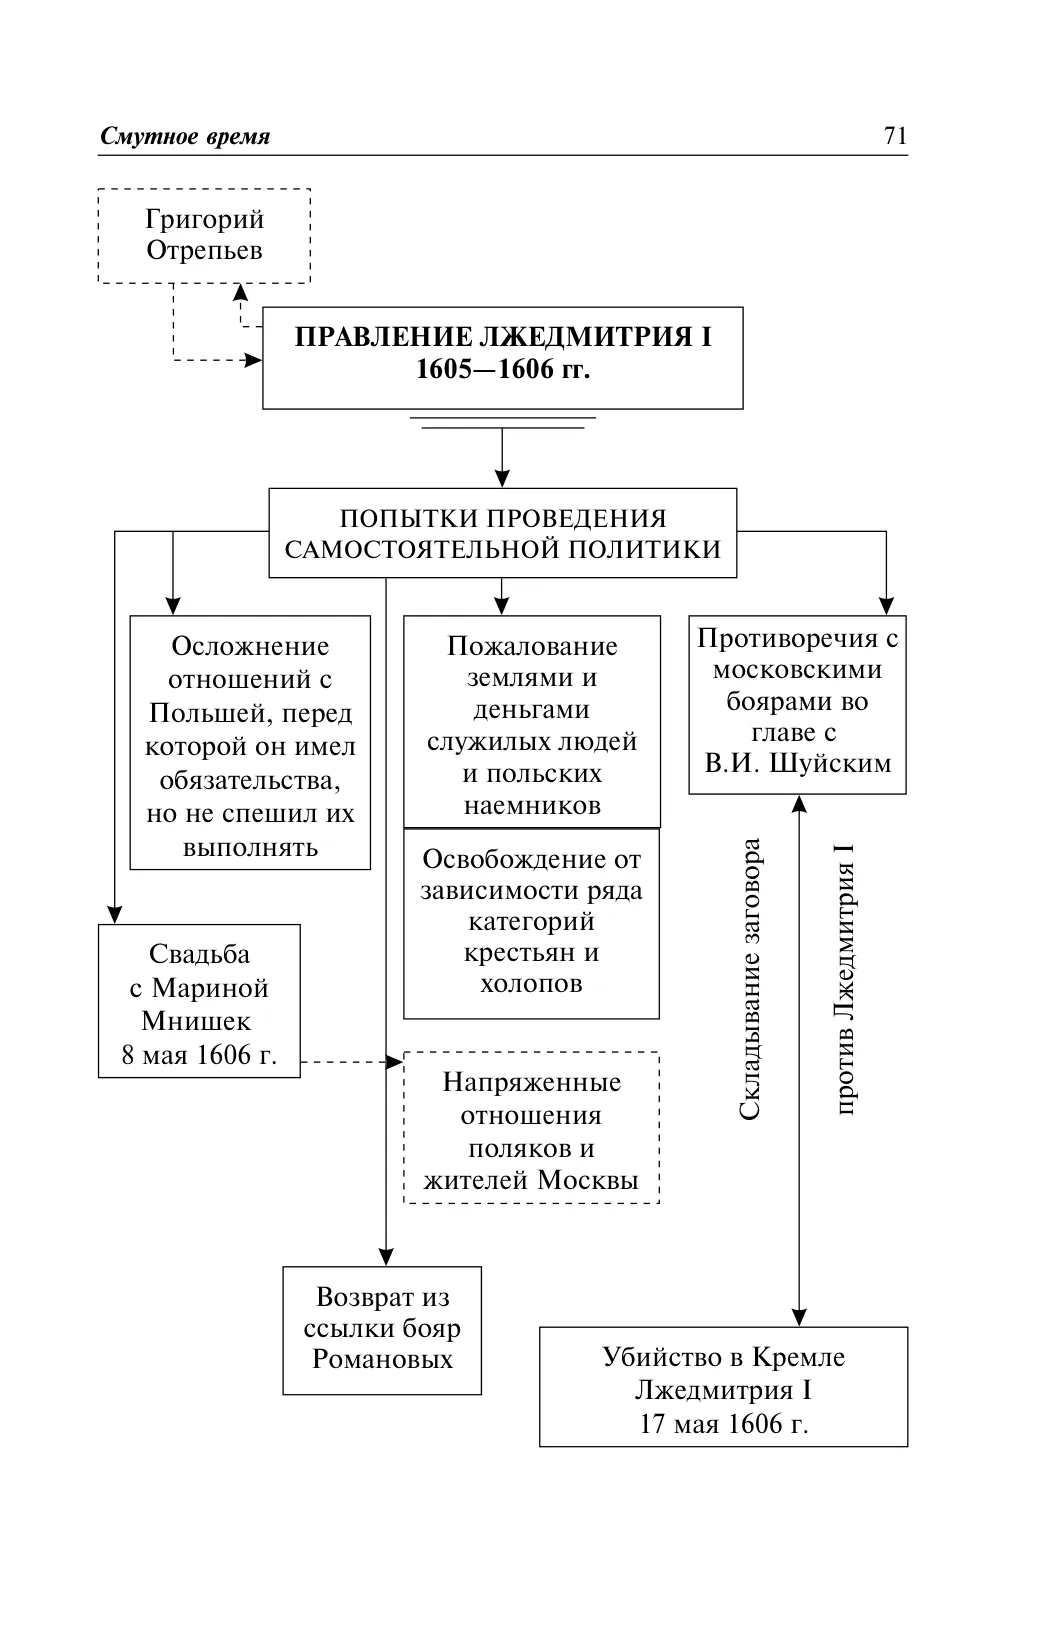 Смутное время
71
Григорий
Отрепьев
ПРАВЛЕНИЕ ЛЖЕДМИТРИЯ I
1605—1606 гг.
ПОПЫТКИ ПРОВЕДЕНИЯ
САМОСТОЯТЕЛЬНОЙ ПОЛИТИКИ
Осложнение
отношений с
Польшей, перед
которой он имел
обязательства,
но не спешил их
выполнять
Пожалование
землями и
деньгами
служилых людей
и польских
наемников
Противоречия с
московскими
боярами во
главе с
В.И. Шуйским
Освобождение от
зависимости ряда
категорий
крестьян и
холопов
Свадьба
с Мариной
Мнишек
8 мая 1606 г.
Складывание заговора
против Лжедмитрия I
Напряженные
отношения
поляков и
жителей Москвы
Возврат из
ссылки бояр
Романовых
Убийство в Кремле
Лжедмитрия I
17 мая 1606 г.